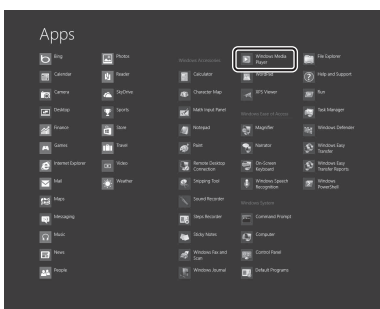 Apps
Bing
Calendar
Camera
Desktop
Finance
Games
Internet Explorer
Mail
Maps
Messaging
Music
News
People
Photos
Reader
SkyDrive
Sports
Store
Travel
Video
Weather
Windows Accessories
Calculator
Character Map
Math Input Panel
Notepad
Paint
Remote Desktop
Connection
Snipping Tool
Sound Recorder
Steps Recorder
Sticky Notes
Windows Fax and
Scan
Windows Journal
Windows Media
Player
WordPad
XPS Viewer
Windows Ease of Access
Magnifier
Narrator
On-Screen
Keyboard
Windows Speech
Recognition
Windows System
Command Prompt
Computer
Control Panel
Default Programs
File Explorer
Help and Support
Run
Task Manager
Windows Defender
Windows Easy
Transfer
Windows Easy
Transfer Reports
Windows
PowerShell